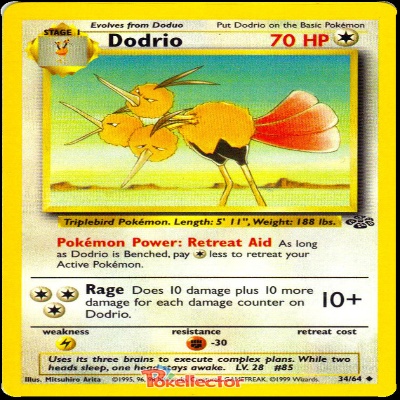 Evolves from Doduo Put Dodrio on the Basic Pokémon
STAGE 1
Dodrio 70 HP
Triplebird Pokémon. Length: 5' 11", Weight: 188 lbs.
Pokémon Power: Retreat Aid As long
as Dodrio is Benched, pay less to retreat your
Active Pokémon.
Rage Does 10 damage plus 10 more
damage for each damage counter on
Dodrio.
10+
weakness resistance retreat cost
-30
Uses its three brains to execute complex plans. While two
heads sleep, one head stays awake. LV. 28 #85
Illus. Mitsuhiro Arita ©1995, 96, GAMEFREAK. ©1999 Wizards. 34/64
Pokellector